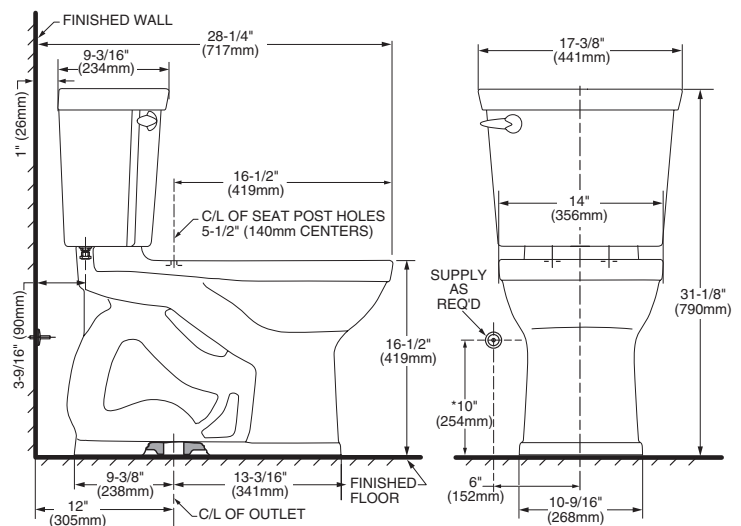 FINISHED WALL
28-1/4"
(717mm)
9-3/16"
(234mm)
1" (26mm)
16-1/2"
(419mm)
C/L OF SEAT POST HOLES
5-1/2" (140mm CENTERS)
3-9/16" (90mm)
16-1/2"
(419mm)
9-3/8"
(238mm)
13-3/16"
(341mm)
FINISHED
FLOOR
12"
(305mm)
C/L OF OUTLET
17-3/8"
(441mm)
14"
(356mm)
SUPPLY
AS
REQ'D
31-1/8"
(790mm)
*10"
(254mm)
6"
(152mm)
10-9/16"
(268mm)